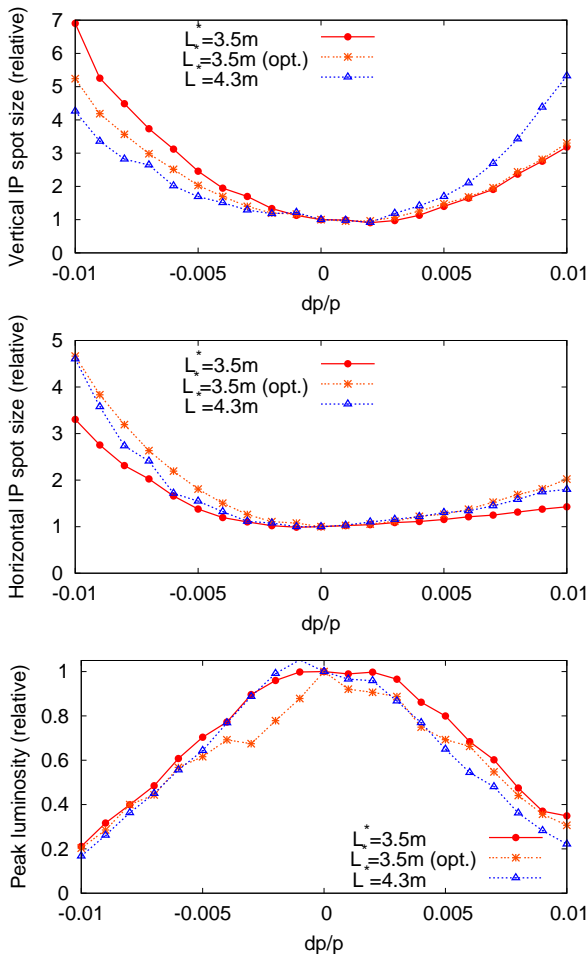 Vertical IP spot size (relative)
7
6
5
4
3
2
1
0
L*=3.5m
L*=3.5m (opt.)
L*=4.3m
-0.01 -0.005 0 0.005 0.01
dp/p
Horizontal IP spot size (relative)
5
4
3
2
1
0
L*=3.5m
L*=3.5m (opt.)
L*=4.3m
-0.01 -0.005 0 0.005 0.01
dp/p
Peak luminosity (relative)
1
0.8
0.6
0.4
0.2
0
L*=3.5m
L*=3.5m (opt.)
L*=4.3m
-0.01 -0.005 0 0.005 0.01
dp/p